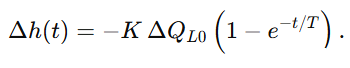 Δh(t) = −K ΔQ_{L0} (1 − e^{−t/T}).